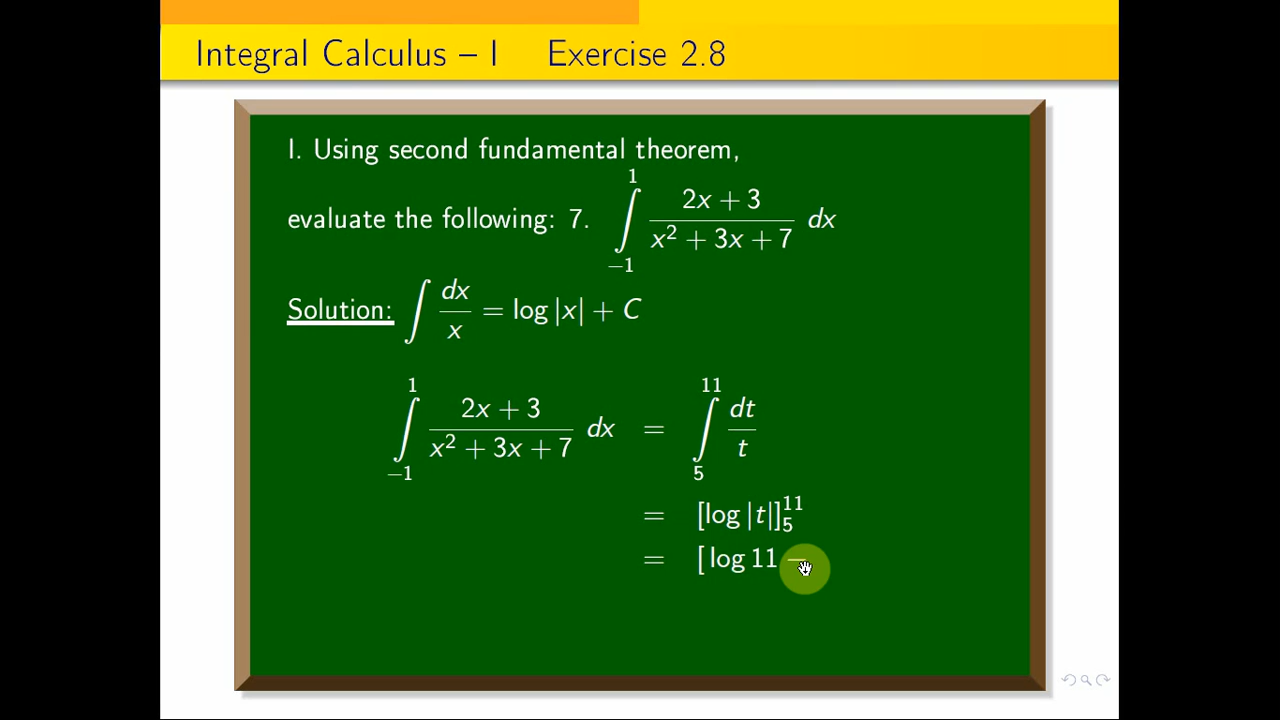 Integral Calculus – I Exercise 2.8
I. Using second fundamental theorem,
evaluate the following: 7. ∫_{−1}^{1} (2x + 3)/(x² + 3x + 7) dx
Solution: ∫ dx/x = log |x| + C
∫_{−1}^{1} (2x + 3)/(x² + 3x + 7) dx = ∫_{5}^{11} dt/t
= [log |t|]_{5}^{11}
= [ log 11 −